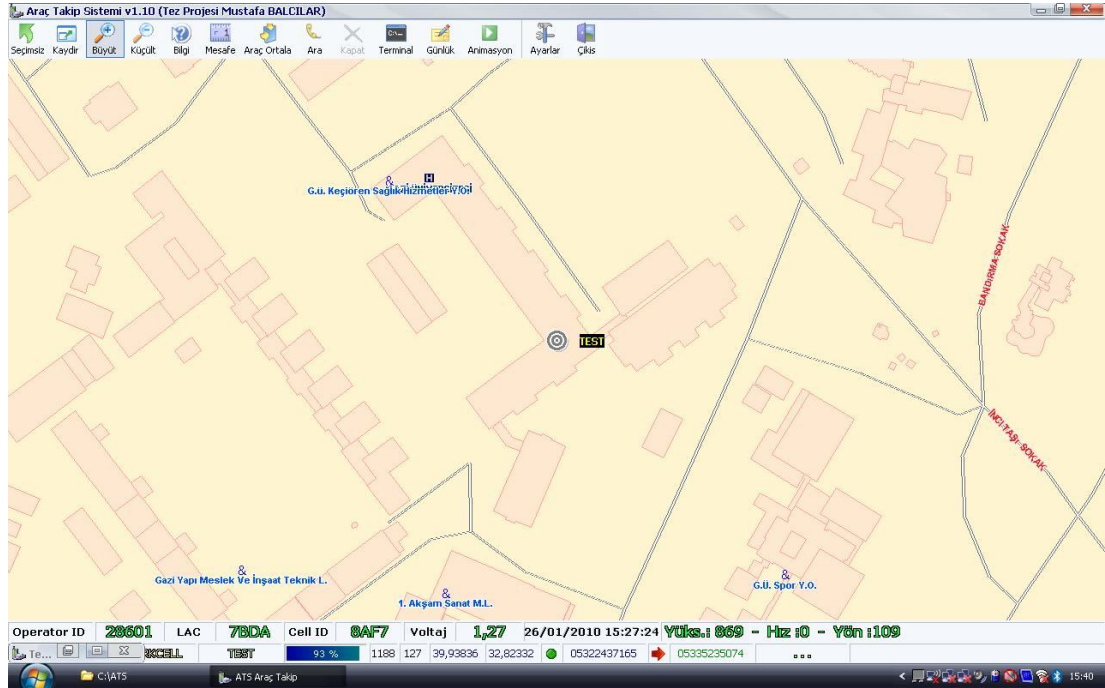 Araç Takip Sistemi v1.10 (Tez Projesi Mustafa BALCILAR)
Seçimsiz Kaydır Büyüt Küçült Bilgi Mesafe Araç Ortala Ara Kapat Terminal Günlük Animasyon Ayarlar Çıkis
H
&
G.ü. Keçiören Sağlık Hizmetler Y.O.
BANDIRMA SOKAK
TEST
İNCİ TAŞI SOKAK
&
Gazi Yapı Meslek Ve İnşaat Teknik L.
&
G.Ü. Spor Y.O.
&
1. Akşam Sanat M.L.
Operator ID 28601 LAC 7BDA Cell ID 8AF7 Voltaj 1,27 26/01/2010 15:27:24 Yüks.: 869 - Hız :0 - Yön :109
Te... TEST 93 % 1188 127 39,93836 32,82332 05322437165 05335235074 ...
C:\ATS ATS Araç Takip 15:40